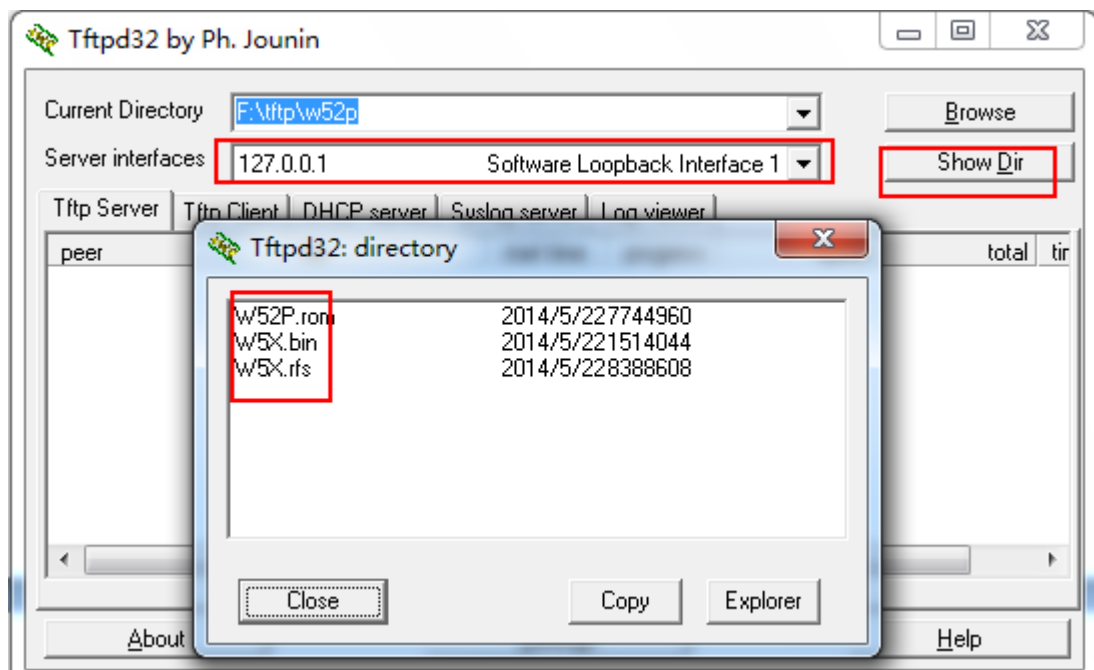 Tftpd32 by Ph. Jounin
Current Directory F:\tftp\w52p Browse
Server interfaces 127.0.0.1 Software Loopback Interface 1 Show Dir
Tftp Server Tftp Client DHCP server Syslog server Log viewer
peer total
Tftpd32: directory
W52P.rom 2014/5/227744960
W5X.bin 2014/5/221514044
W5X.rfs 2014/5/228388608
Close Copy Explorer
About Help